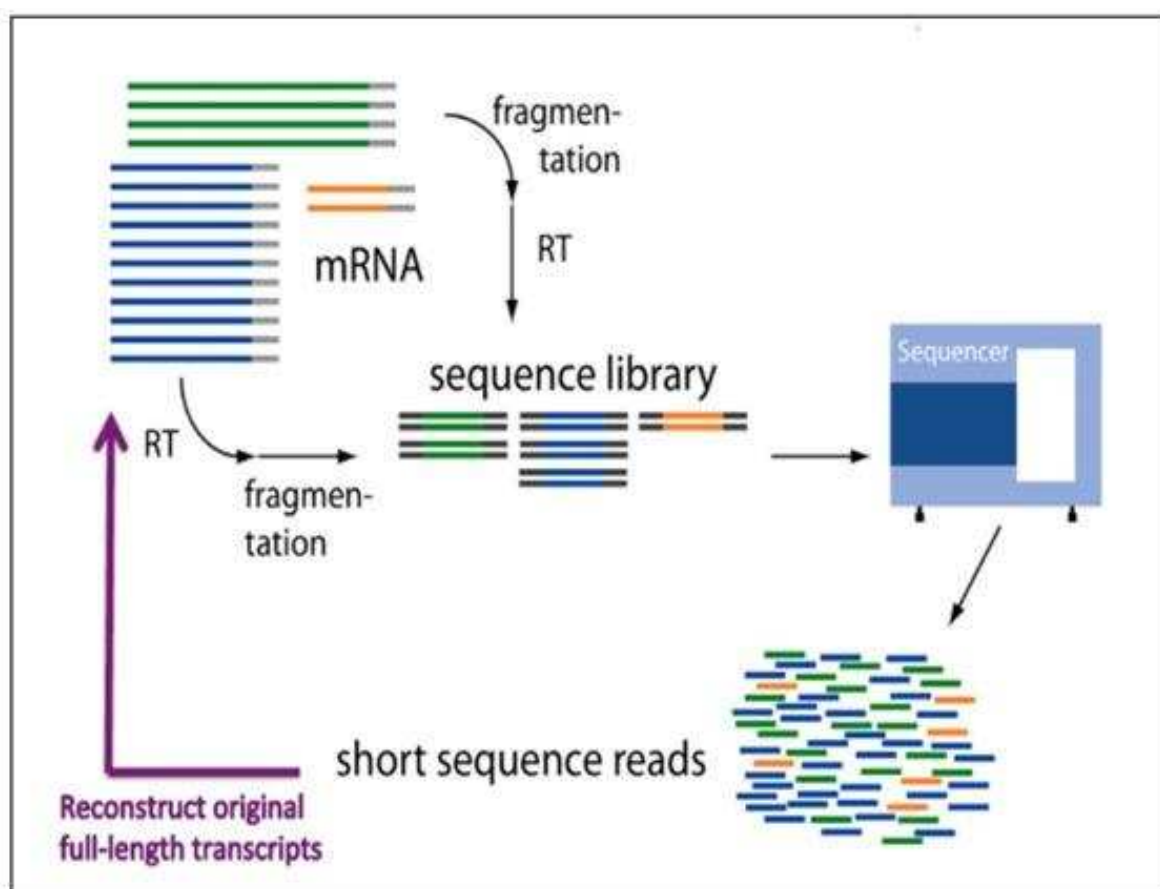 fragmen-
tation
mRNA
RT
sequence library
Sequencer
RT
fragmen-
tation
short sequence reads
Reconstruct original
full-length transcripts